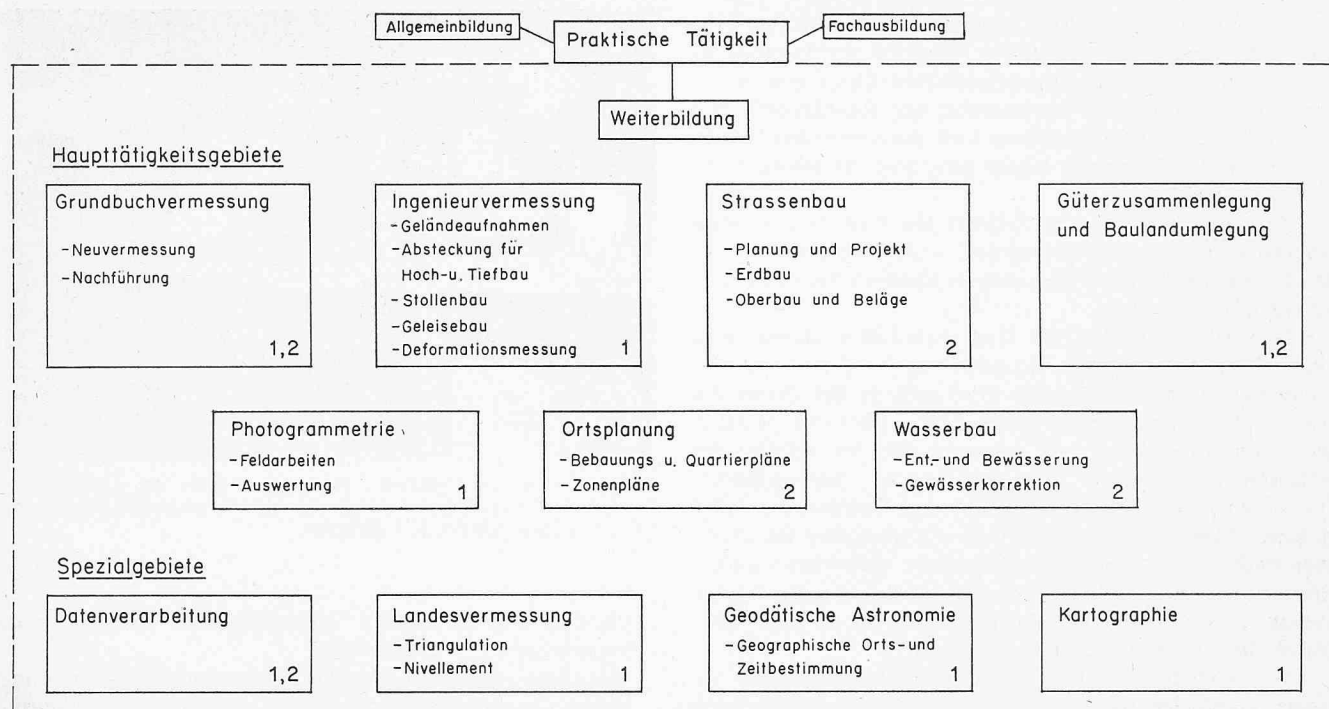 Allgemeinbildung
Praktische Tätigkeit
Fachausbildung
Weiterbildung
Haupttätigkeitsgebiete
Grundbuchvermessung
-Neuvermessung
-Nachführung
1,2
Ingenieurvermessung
-Geländeaufnahmen
-Absteckung für
Hoch-u. Tiefbau
-Stollenbau
-Geleisebau
-Deformationsmessung
1
Strassenbau
-Planung und Projekt
-Erdbau
-Oberbau und Beläge
2
Güterzusammenlegung
und Baulandumlegung
1,2
Photogrammetrie
-Feldarbeiten
-Auswertung
1
Ortsplanung
-Bebauungs u. Quartierpläne
-Zonenpläne
2
Wasserbau
-Ent.-und Bewässerung
-Gewässerkorrektion
2
Spezialgebiete
Datenverarbeitung
1,2
Landesvermessung
-Triangulation
-Nivellement
1
Geodätische Astronomie
-Geographische Orts-und
Zeitbestimmung
1
Kartographie
1